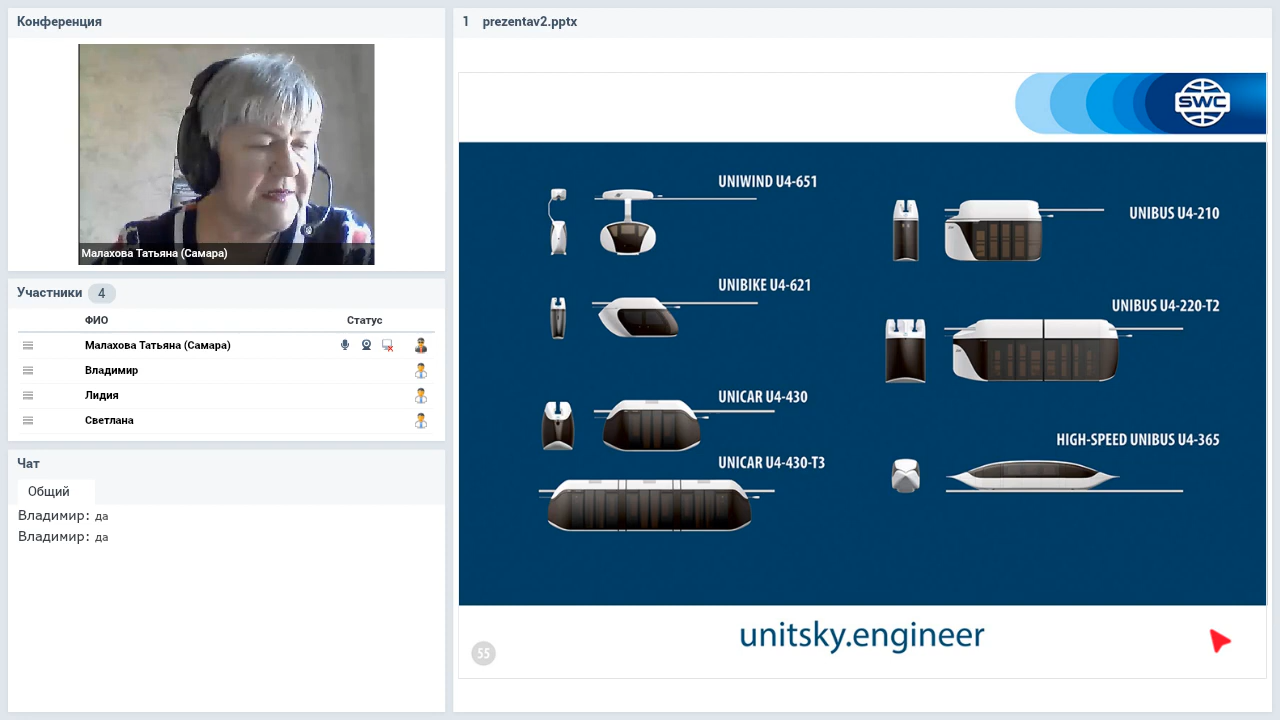 Конференция
Малахова Татьяна (Самара)
Участники 4
ФИО Статус
Малахова Татьяна (Самара)
Владимир
Лидия
Светлана
Чат
Общий
Владимир: да
Владимир: да
1 prezentav2.pptx
SWC
UNIWIND U4-651
UNIBUS U4-210
UNIBIKE U4-621
UNIBUS U4-220-T2
UNICAR U4-430
HIGH-SPEED UNIBUS U4-365
UNICAR U4-430-T3
unitsky.engineer
55